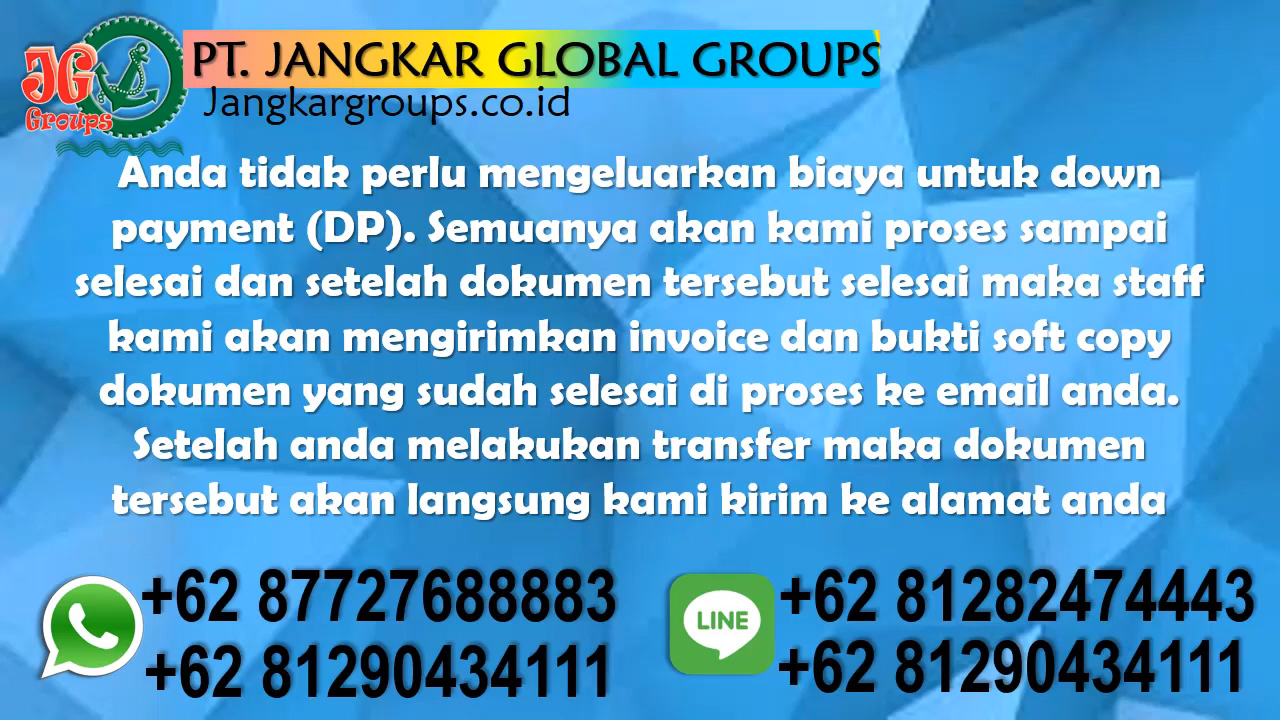 JG
Groups
PT. JANGKAR GLOBAL GROUPS
Jangkargroups.co.id
Anda tidak perlu mengeluarkan biaya untuk down
payment (DP). Semuanya akan kami proses sampai
selesai dan setelah dokumen tersebut selesai maka staff
kami akan mengirimkan invoice dan bukti soft copy
dokumen yang sudah selesai di proses ke email anda.
Setelah anda melakukan transfer maka dokumen
tersebut akan langsung kami kirim ke alamat anda
+62 87727688883
+62 81290434111
LINE
+62 81282474443
+62 81290434111